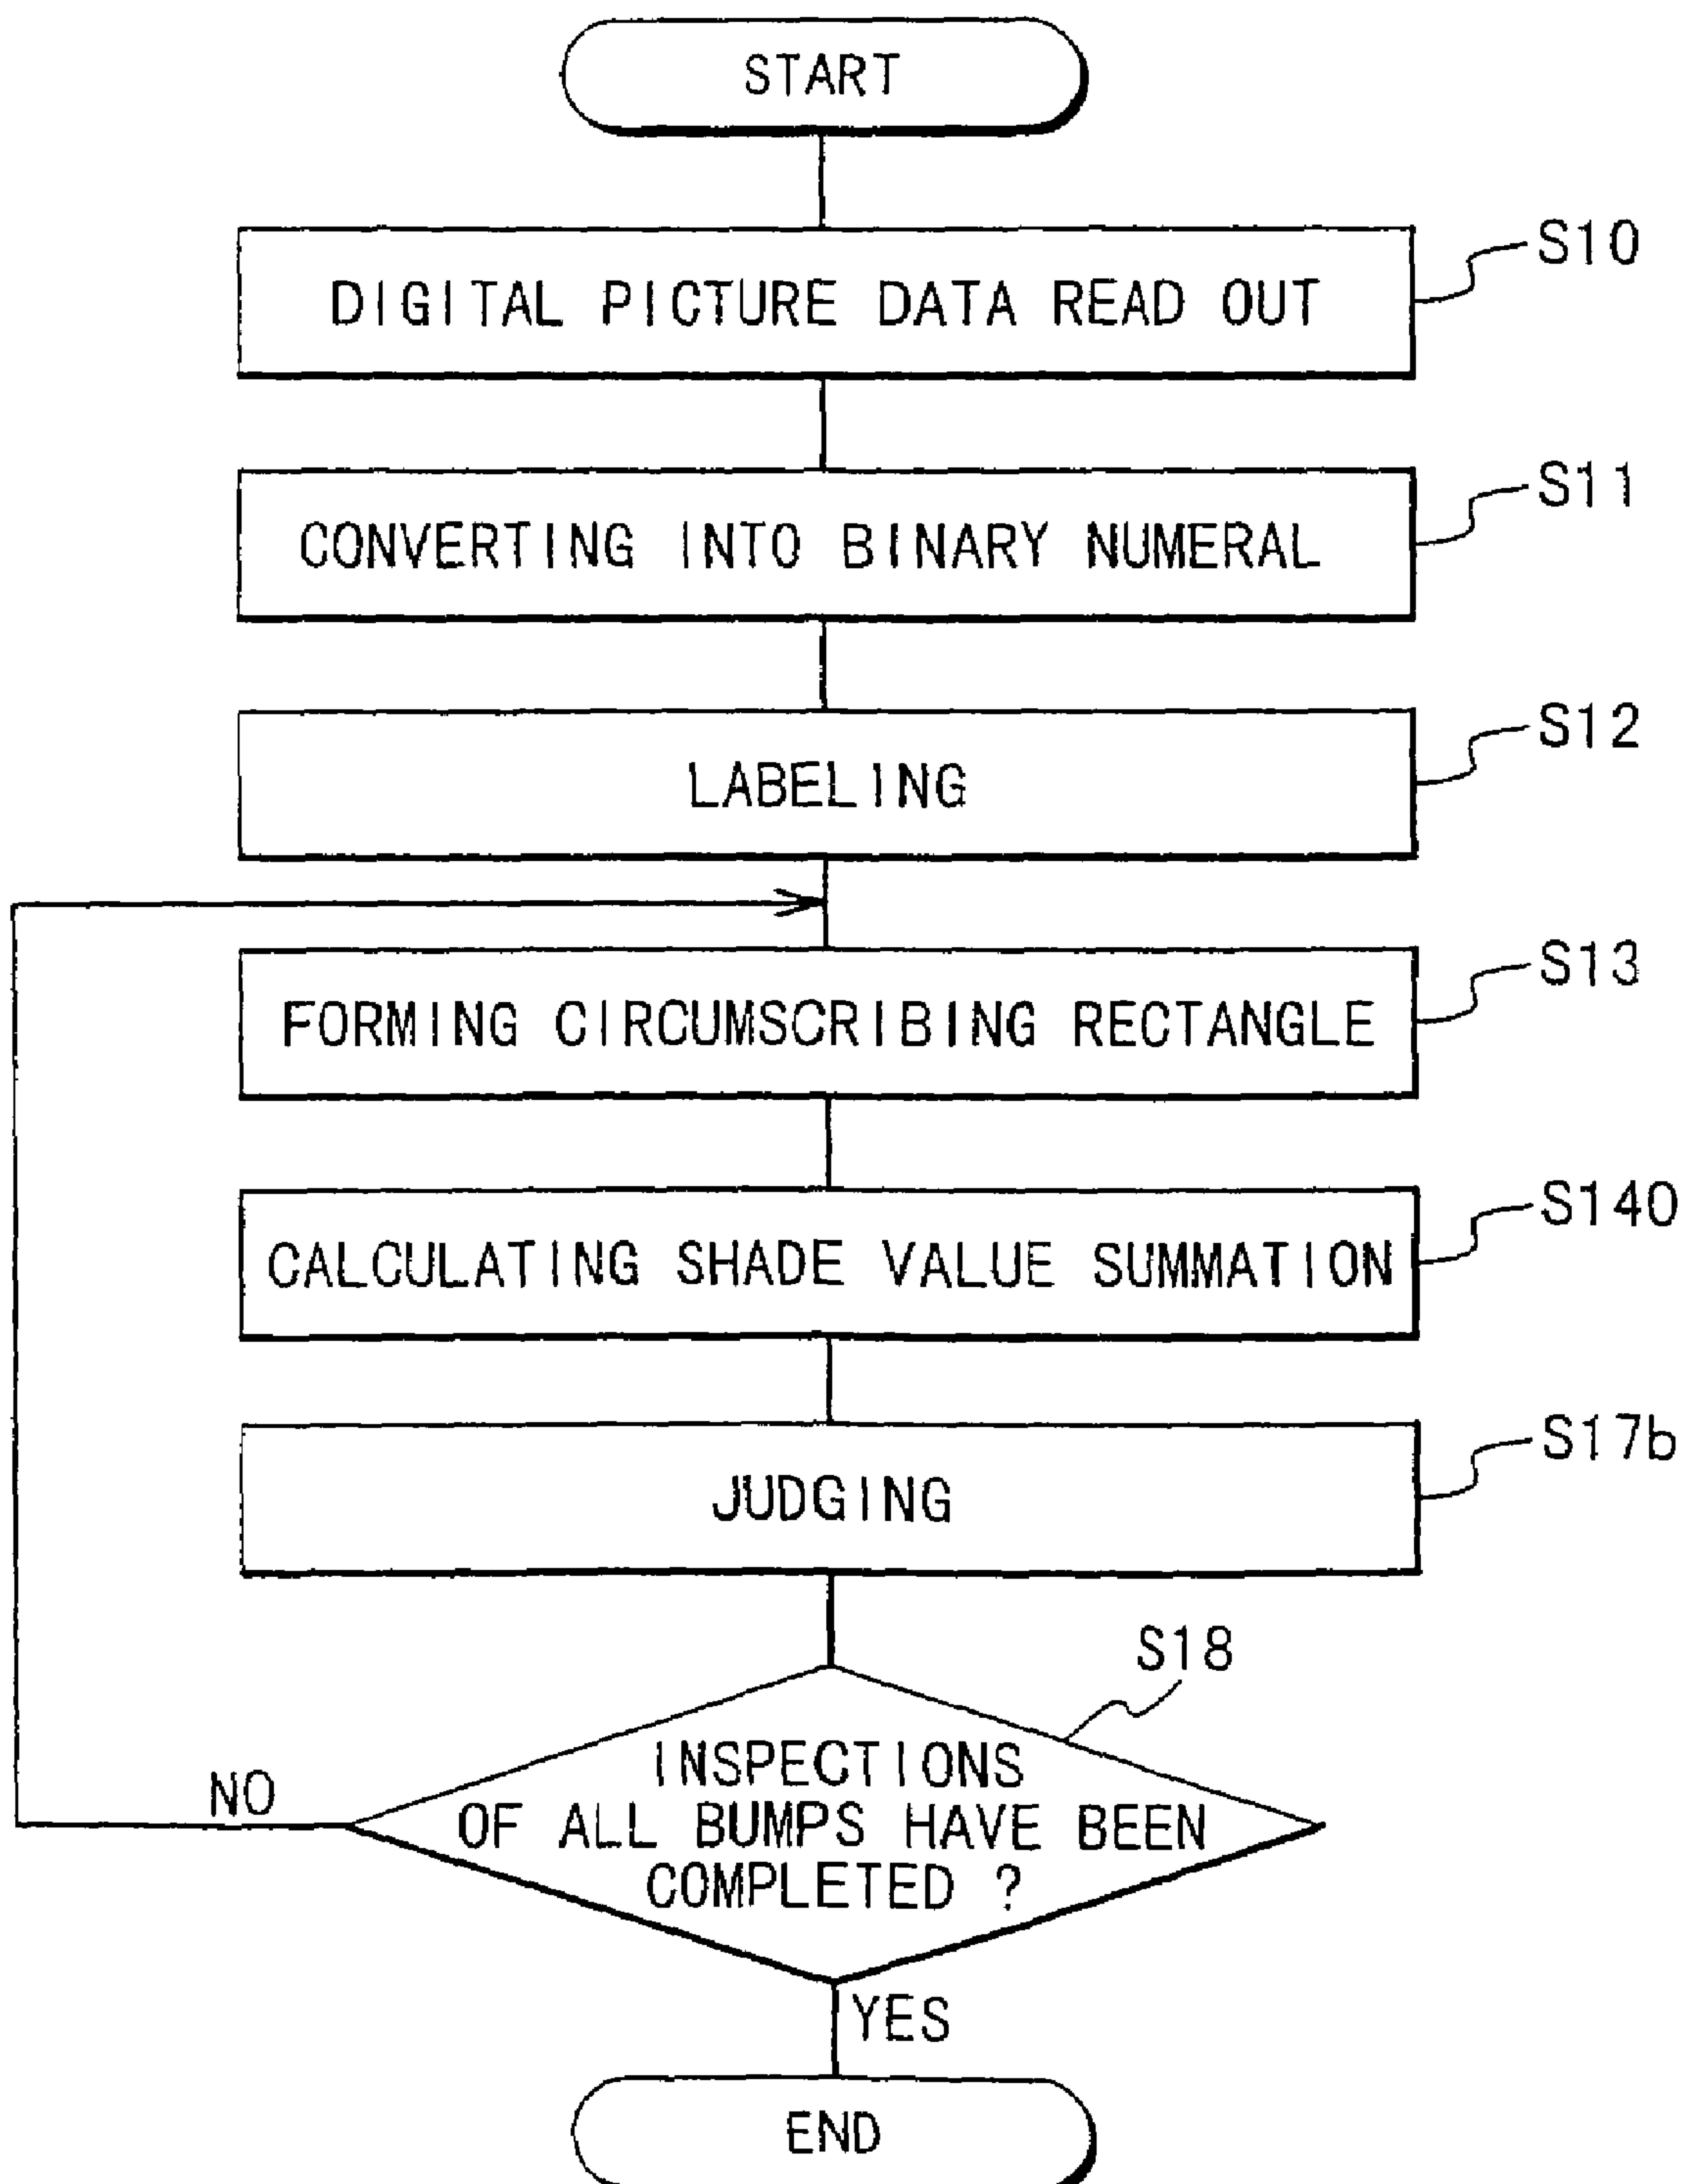 START
S10
DIGITAL PICTURE DATA READ OUT
S11
CONVERTING INTO BINARY NUMERAL
S12
LABELING
S13
FORMING CIRCUMSCRIBING RECTANGLE
S140
CALCULATING SHADE VALUE SUMMATION
S17b
JUDGING
S18
INSPECTIONS
NO
OF ALL BUMPS HAVE BEEN
COMPLETED ?
YES
END